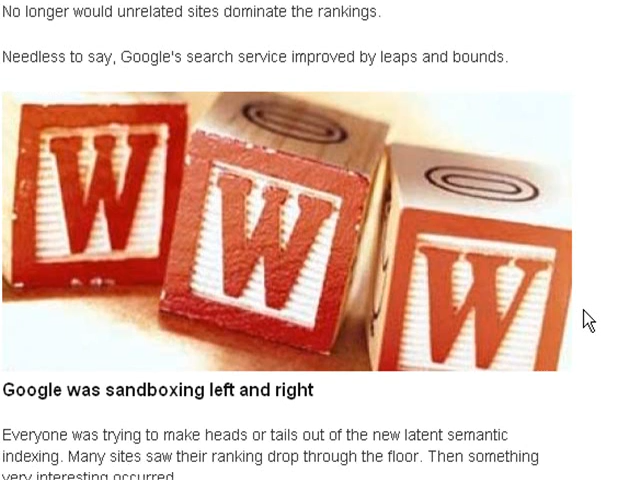 No longer would unrelated sites dominate the rankings.
Needless to say, Google's search service improved by leaps and bounds.
W W W
Google was sandboxing left and right
Everyone was trying to make heads or tails out of the new latent semantic
indexing. Many sites saw their ranking drop through the floor. Then something
very interesting occurred